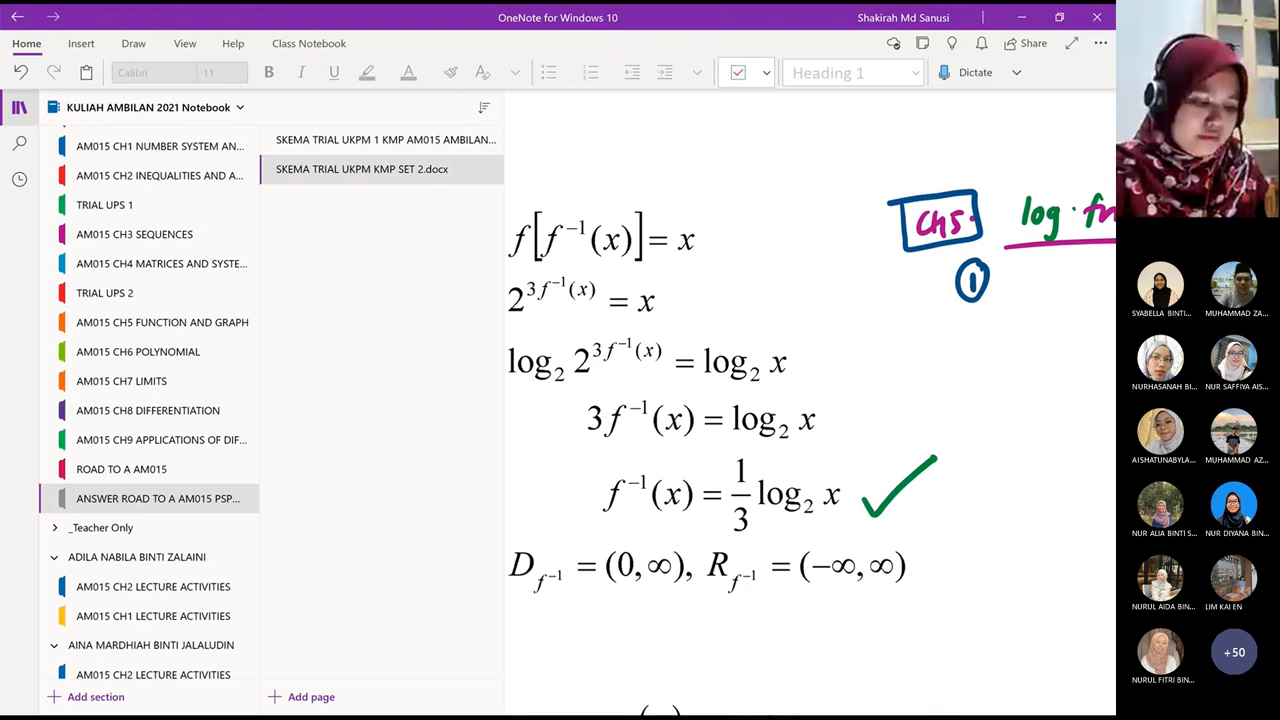 OneNote for Windows 10
Shakirah Md Sanusi
Home Insert Draw View Help Class Notebook
Share
Calibri 11 B I U A Heading 1 Dictate
KULIAH AMBILAN 2021 Notebook
AM015 CH1 NUMBER SYSTEM AN...
AM015 CH2 INEQUALITIES AND A...
TRIAL UPS 1
AM015 CH3 SEQUENCES
AM015 CH4 MATRICES AND SYSTE...
TRIAL UPS 2
AM015 CH5 FUNCTION AND GRAPH
AM015 CH6 POLYNOMIAL
AM015 CH7 LIMITS
AM015 CH8 DIFFERENTIATION
AM015 CH9 APPLICATIONS OF DIF...
ROAD TO A AM015
ANSWER ROAD TO A AM015 PSP...
_Teacher Only
ADILA NABILA BINTI ZALAINI
AM015 CH2 LECTURE ACTIVITIES
AM015 CH1 LECTURE ACTIVITIES
AINA MARDHIAH BINTI JALALUDIN
AM015 CH2 LECTURE ACTIVITIES
Add section
SKEMA TRIAL UKPM 1 KMP AM015 AMBILAN...
SKEMA TRIAL UKPM KMP SET 2.docx
Add page
Ch5. log. fn
①
f[f⁻¹(x)] = x
2^{3f⁻¹(x)} = x
log₂ 2^{3f⁻¹(x)} = log₂ x
3f⁻¹(x) = log₂ x
f⁻¹(x) = 1/3 log₂ x ✓
D_{f⁻¹} = (0,∞), R_{f⁻¹} = (−∞,∞)
SYABELLA BINTI... MUHAMMAD ZA...
NURHASANAH BI... NUR SAFFIYA AIS...
AISHATUNABYLA... MUHAMMAD AZ...
NUR ALIA BINTI S... NUR DIYANA BIN...
NURUL AIDA BIN... LIM KAI EN
NURUL FITRI BIN... +50